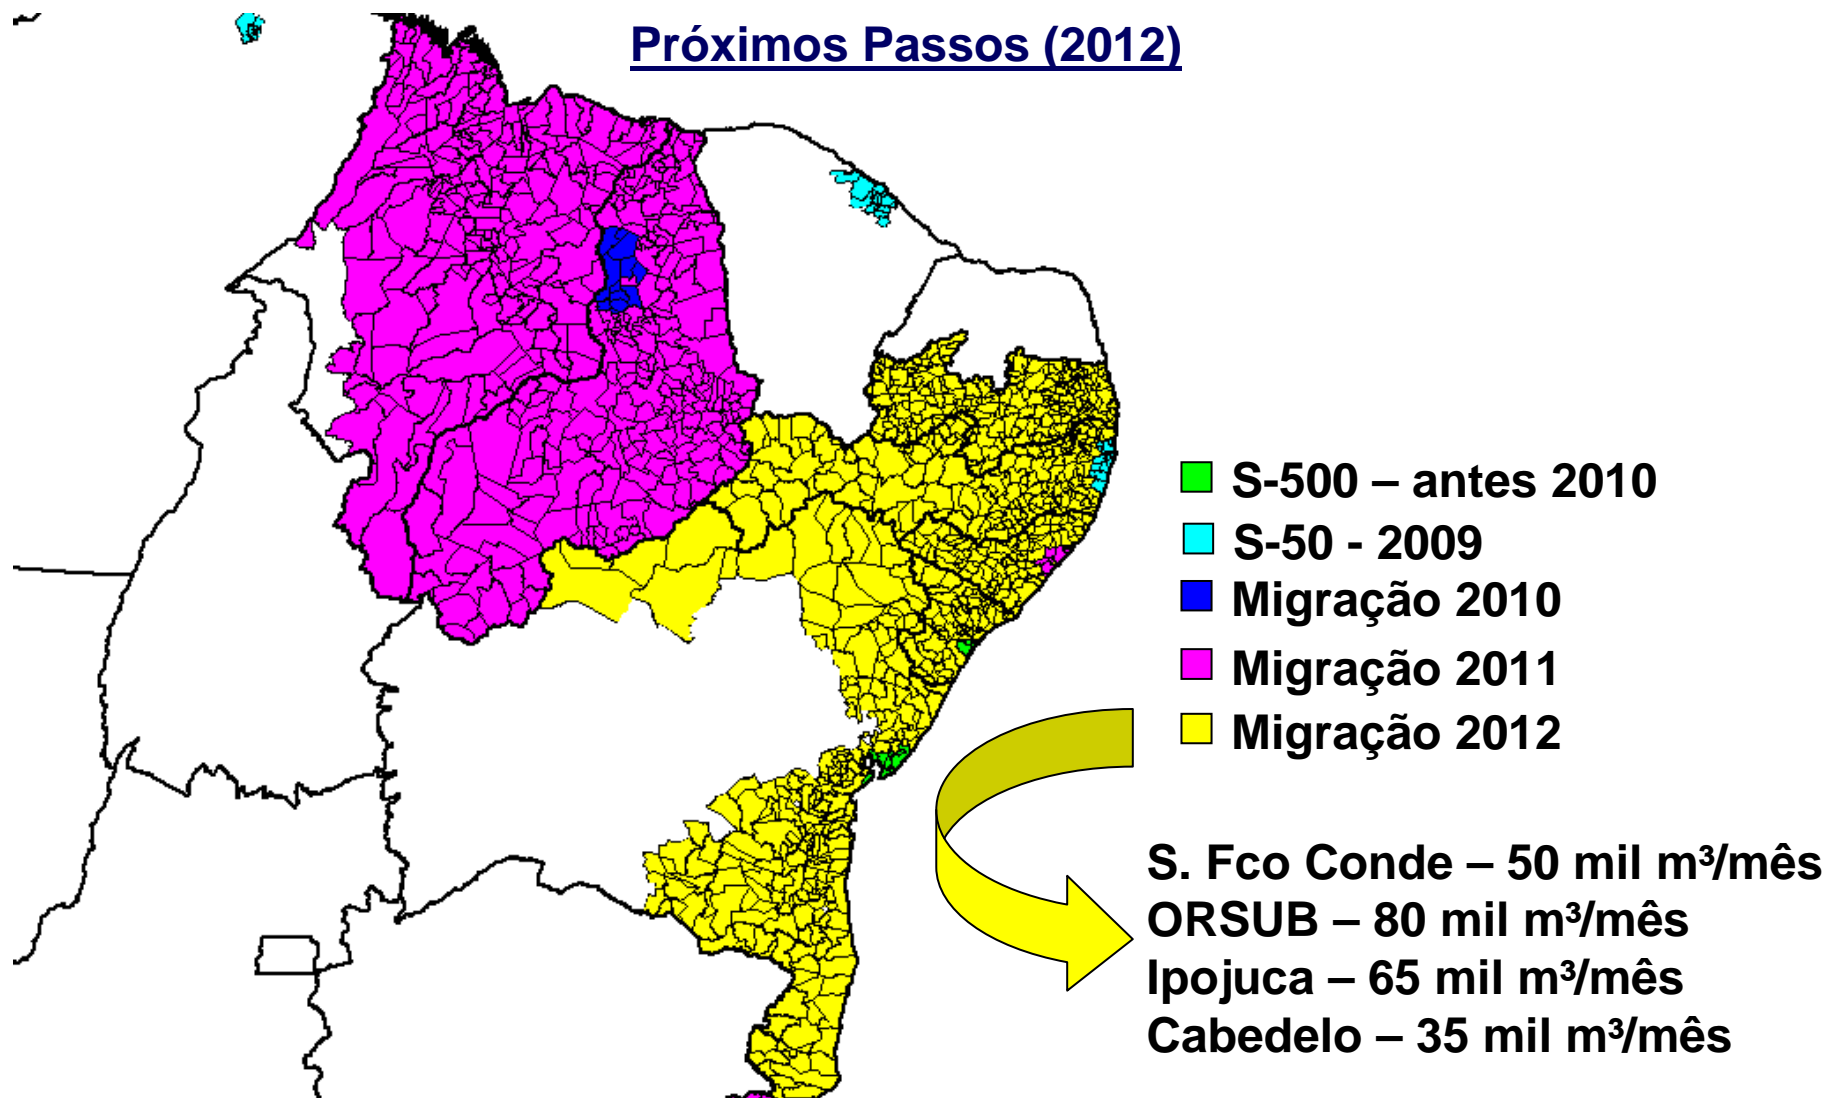 Próximos Passos (2012)
S-500 – antes 2010
S-50 - 2009
Migração 2010
Migração 2011
Migração 2012
S. Fco Conde – 50 mil m³/mês
ORSUB – 80 mil m³/mês
Ipojuca – 65 mil m³/mês
Cabedelo – 35 mil m³/mês